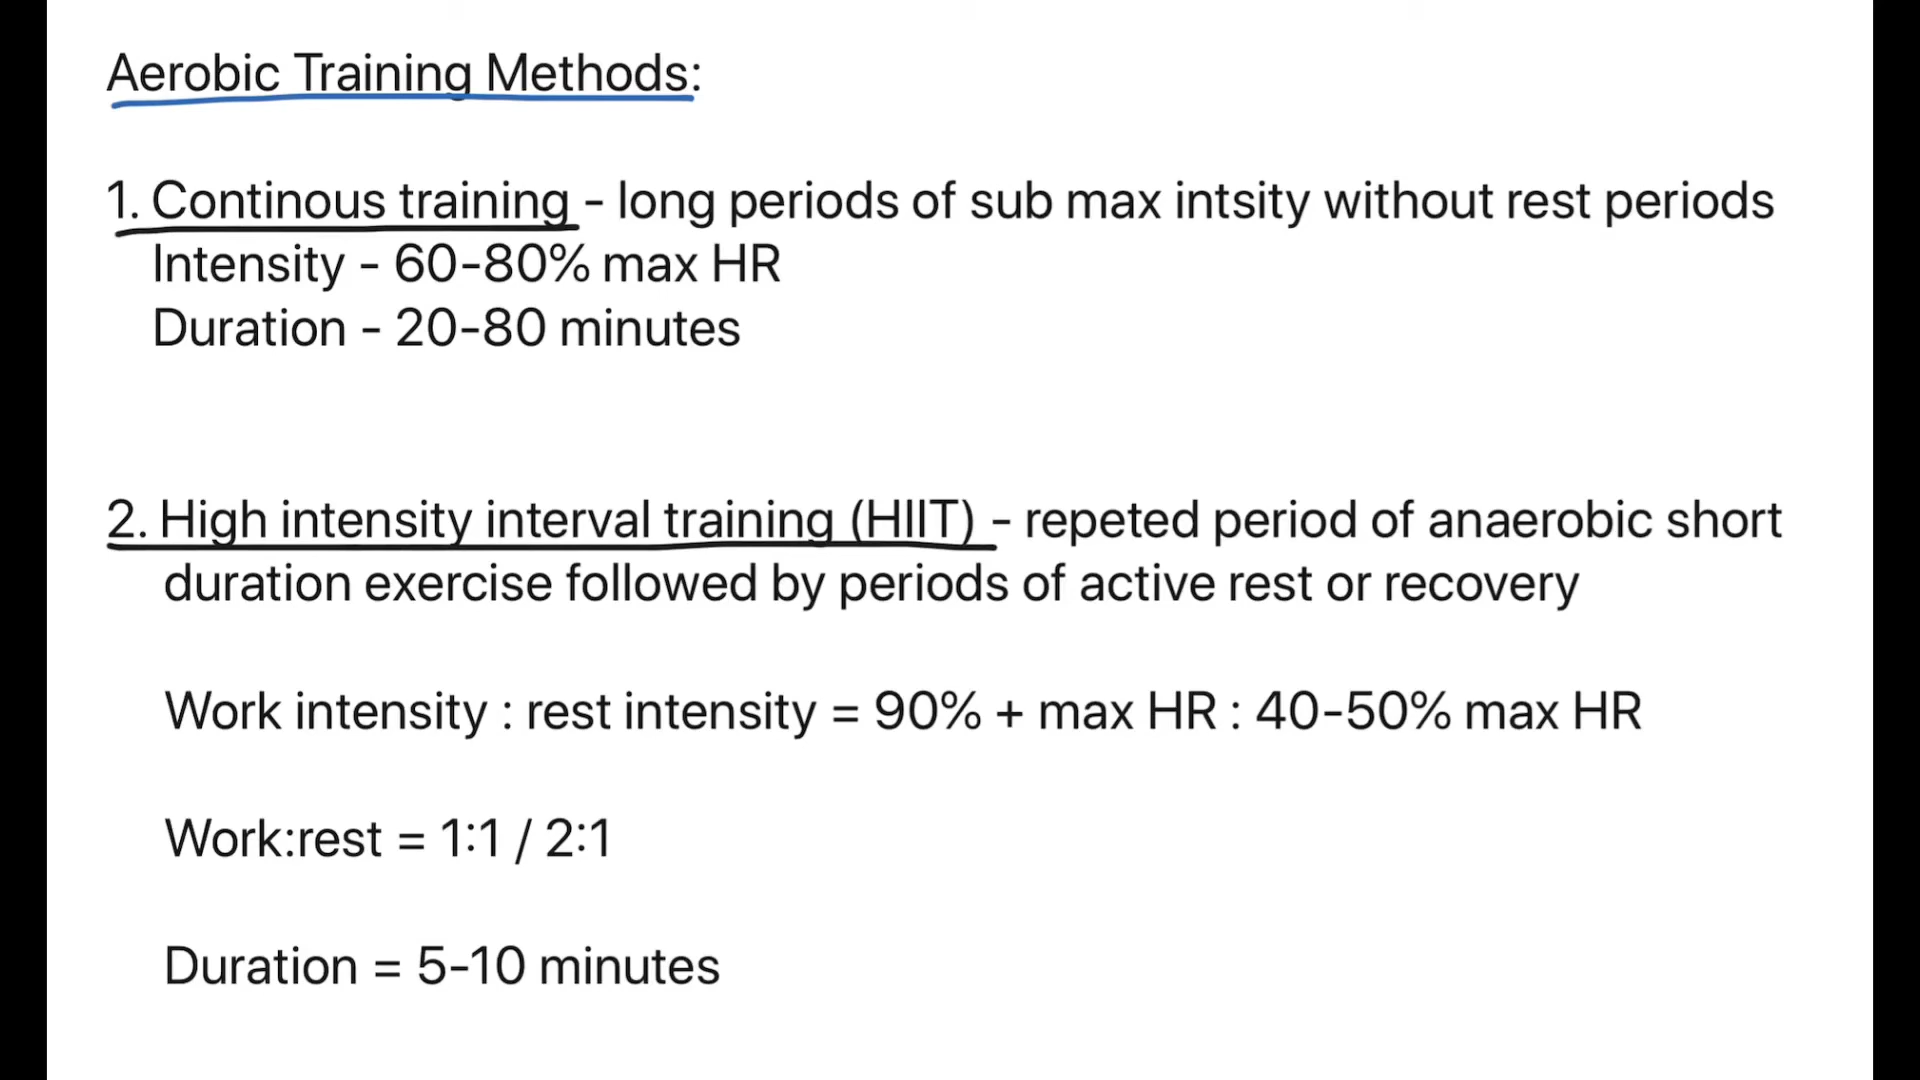 Aerobic Training Methods:
1. Continous training - long periods of sub max intsity without rest periods
Intensity - 60-80% max HR
Duration - 20-80 minutes
2. High intensity interval training (HIIT) - repeted period of anaerobic short
duration exercise followed by periods of active rest or recovery
Work intensity : rest intensity = 90% + max HR : 40-50% max HR
Work:rest = 1:1 / 2:1
Duration = 5-10 minutes